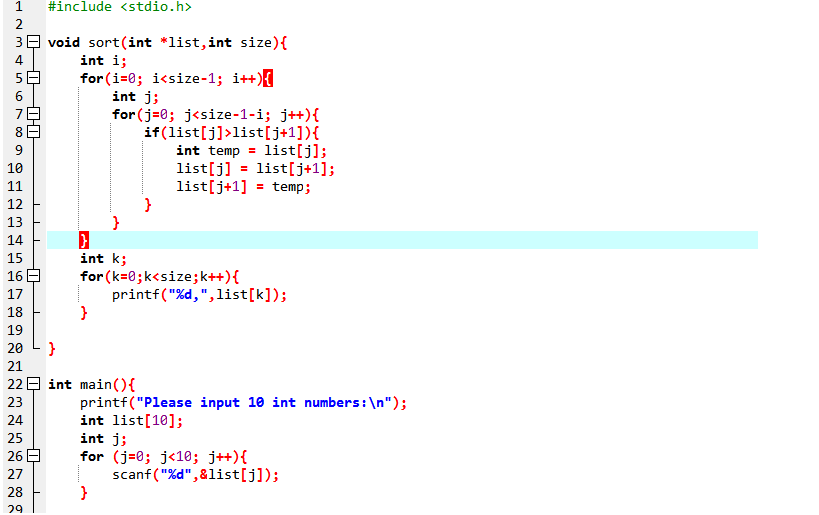 1 #include <stdio.h>
2
3 void sort(int *list,int size){
4     int i;
5     for(i=0; i<size-1; i++){
6         int j;
7         for(j=0; j<size-1-i; j++){
8             if(list[j]>list[j+1]){
9                 int temp = list[j];
10                 list[j] = list[j+1];
11                 list[j+1] = temp;
12             }
13         }
14     }
15     int k;
16     for(k=0;k<size;k++){
17         printf("%d,",list[k]);
18     }
19
20 }
21
22 int main(){
23     printf("Please input 10 int numbers:\n");
24     int list[10];
25     int j;
26     for (j=0; j<10; j++){
27         scanf("%d",&list[j]);
28     }
29